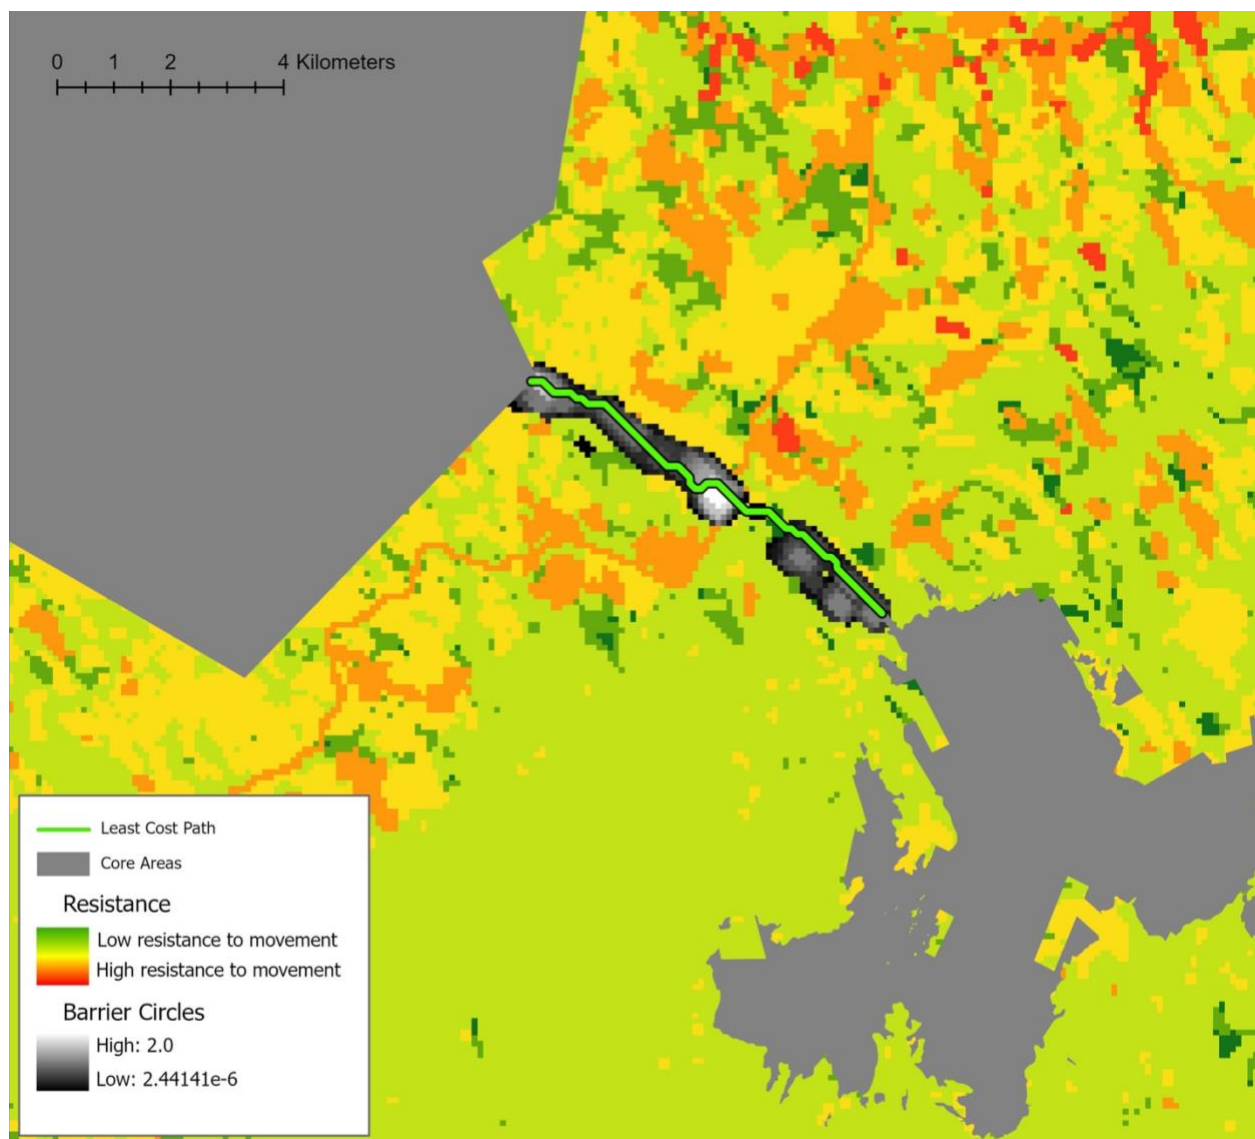 0 1 2 4 Kilometers
Least Cost Path
Core Areas
Resistance
Low resistance to movement
High resistance to movement
Barrier Circles
High: 2.0
Low: 2.44141e-6